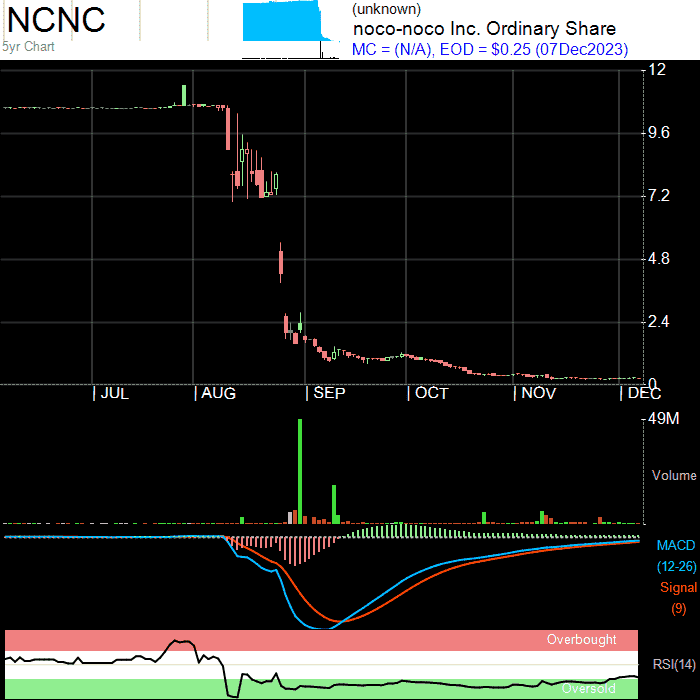 NCNC
(unknown)
noco-noco Inc. Ordinary Share
5yr Chart
MC = (N/A), EOD = $0.25 (07Dec2023)
12
9.6
7.2
4.8
2.4
0
JUL AUG SEP OCT NOV DEC
49M
Volume
MACD
(12-26)
Signal
(9)
Overbought
RSI(14)
Oversold